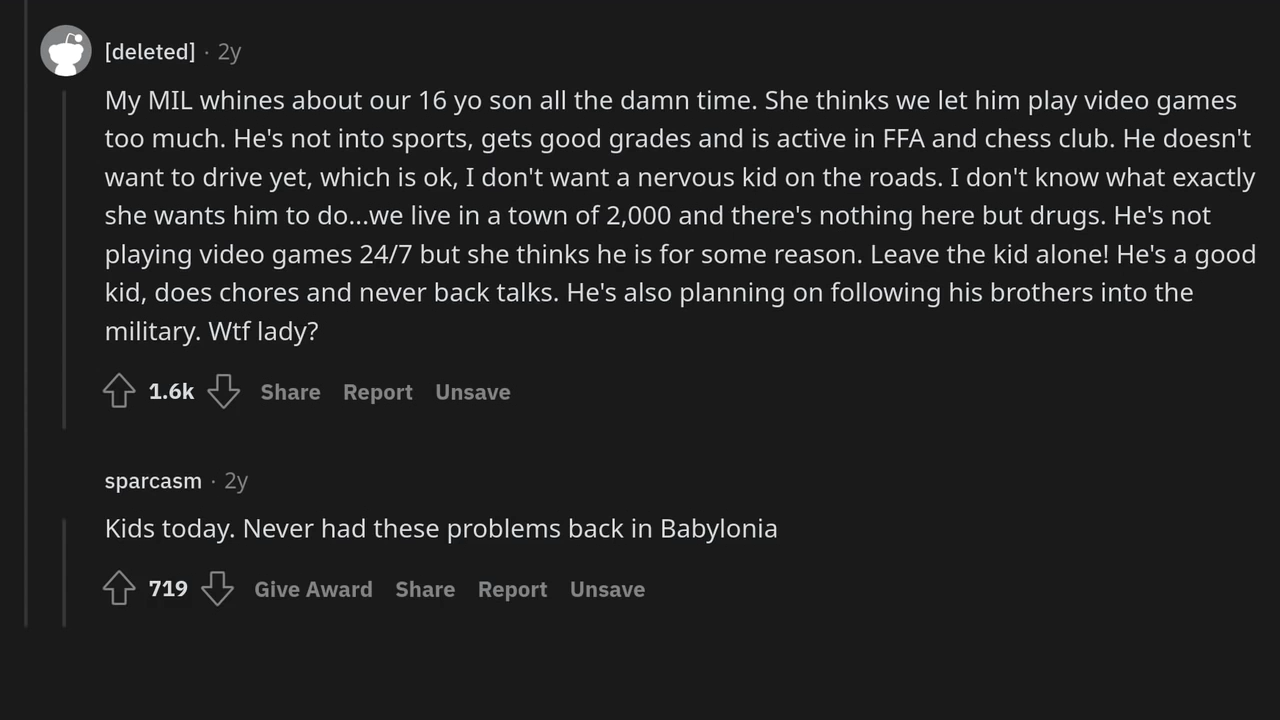 [deleted] · 2y
My MIL whines about our 16 yo son all the damn time. She thinks we let him play video games
too much. He's not into sports, gets good grades and is active in FFA and chess club. He doesn't
want to drive yet, which is ok, I don't want a nervous kid on the roads. I don't know what exactly
she wants him to do...we live in a town of 2,000 and there's nothing here but drugs. He's not
playing video games 24/7 but she thinks he is for some reason. Leave the kid alone! He's a good
kid, does chores and never back talks. He's also planning on following his brothers into the
military. Wtf lady?
1.6k Share Report Unsave
sparcasm · 2y
Kids today. Never had these problems back in Babylonia
719 Give Award Share Report Unsave